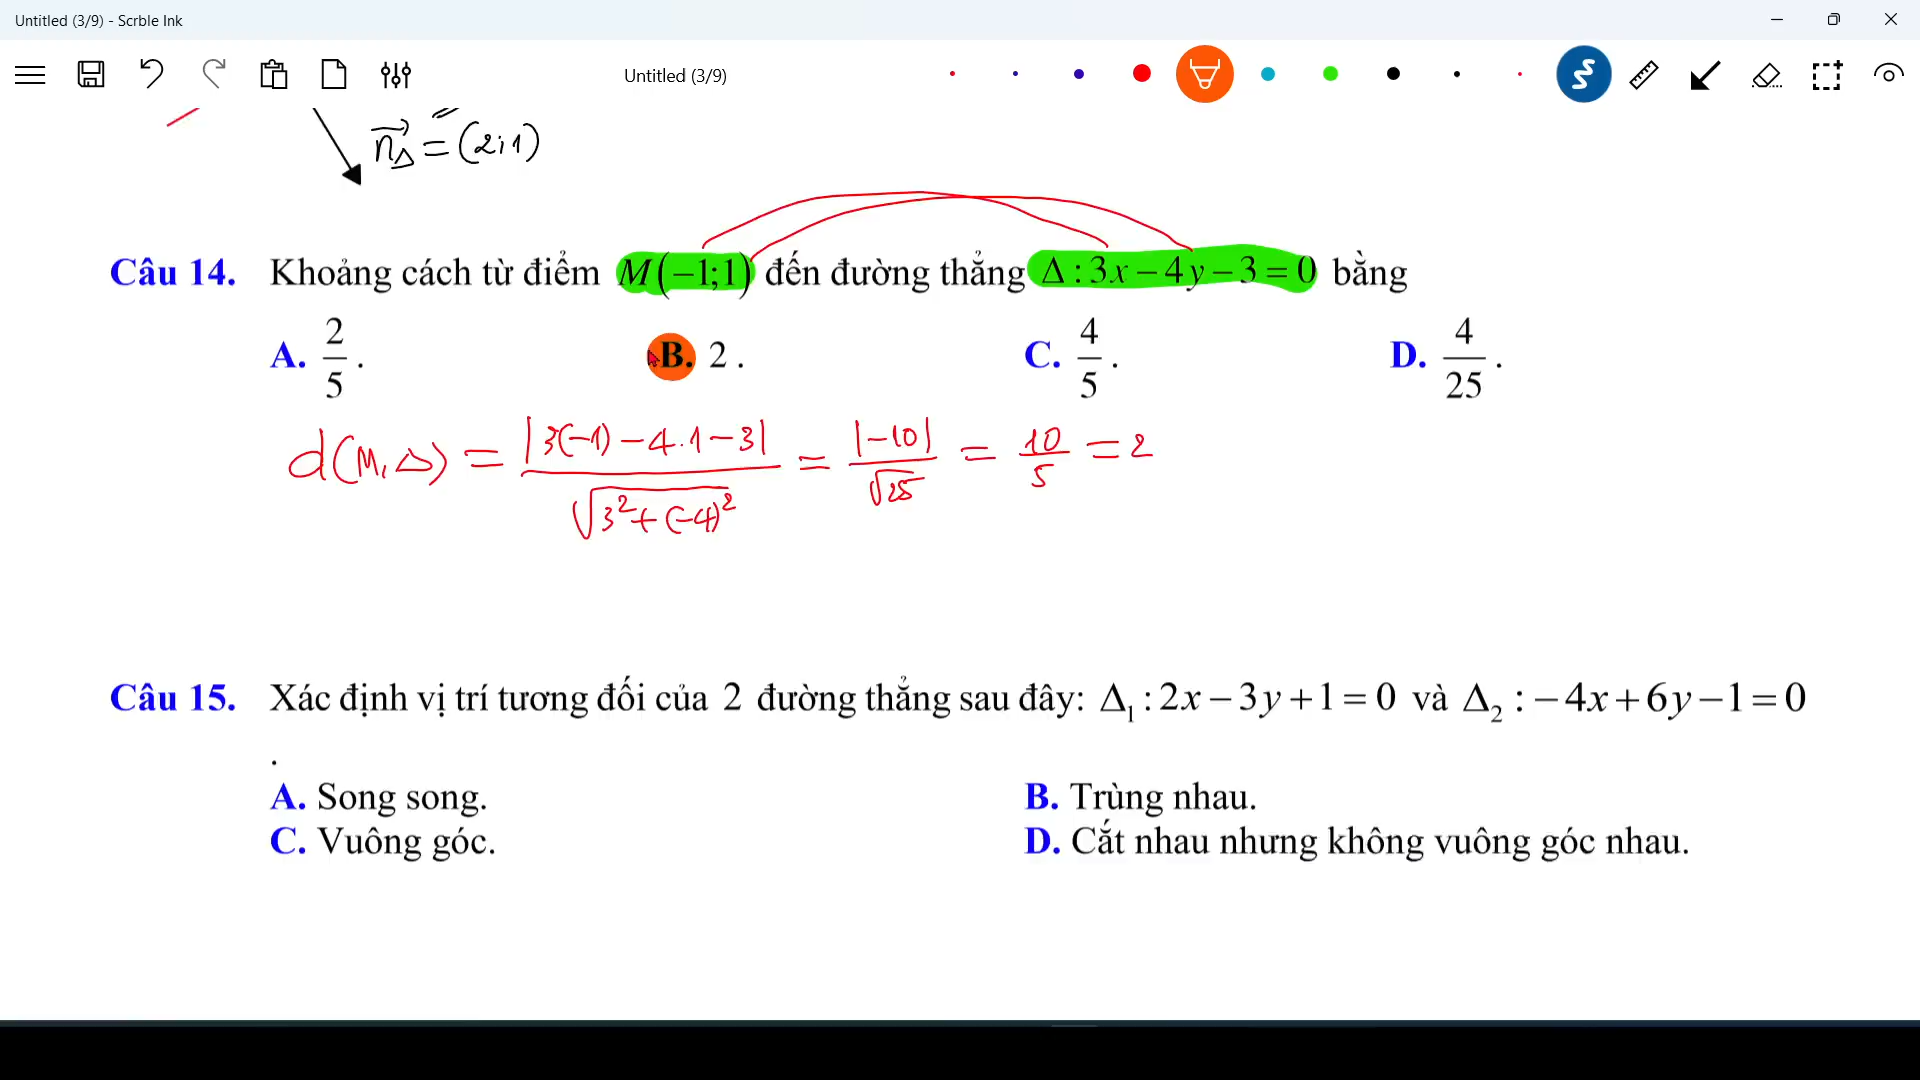 Untitled (3/9) - Scrble Ink
Untitled (3/9)
n⃗_Δ = (2;1)
Câu 14. Khoảng cách từ điểm M(−1;1) đến đường thẳng Δ : 3x − 4y − 3 = 0 bằng
A. 2/5 . B. 2 . C. 4/5 . D. 4/25 .
d(M,Δ) = |3(−1) − 4.1 − 3| / √(3² + (−4)²) = |−10| / √25 = 10/5 = 2
Câu 15. Xác định vị trí tương đối của 2 đường thẳng sau đây: Δ₁ : 2x − 3y + 1 = 0 và Δ₂ : − 4x + 6y − 1 = 0
.
A. Song song. B. Trùng nhau.
C. Vuông góc. D. Cắt nhau nhưng không vuông góc nhau.